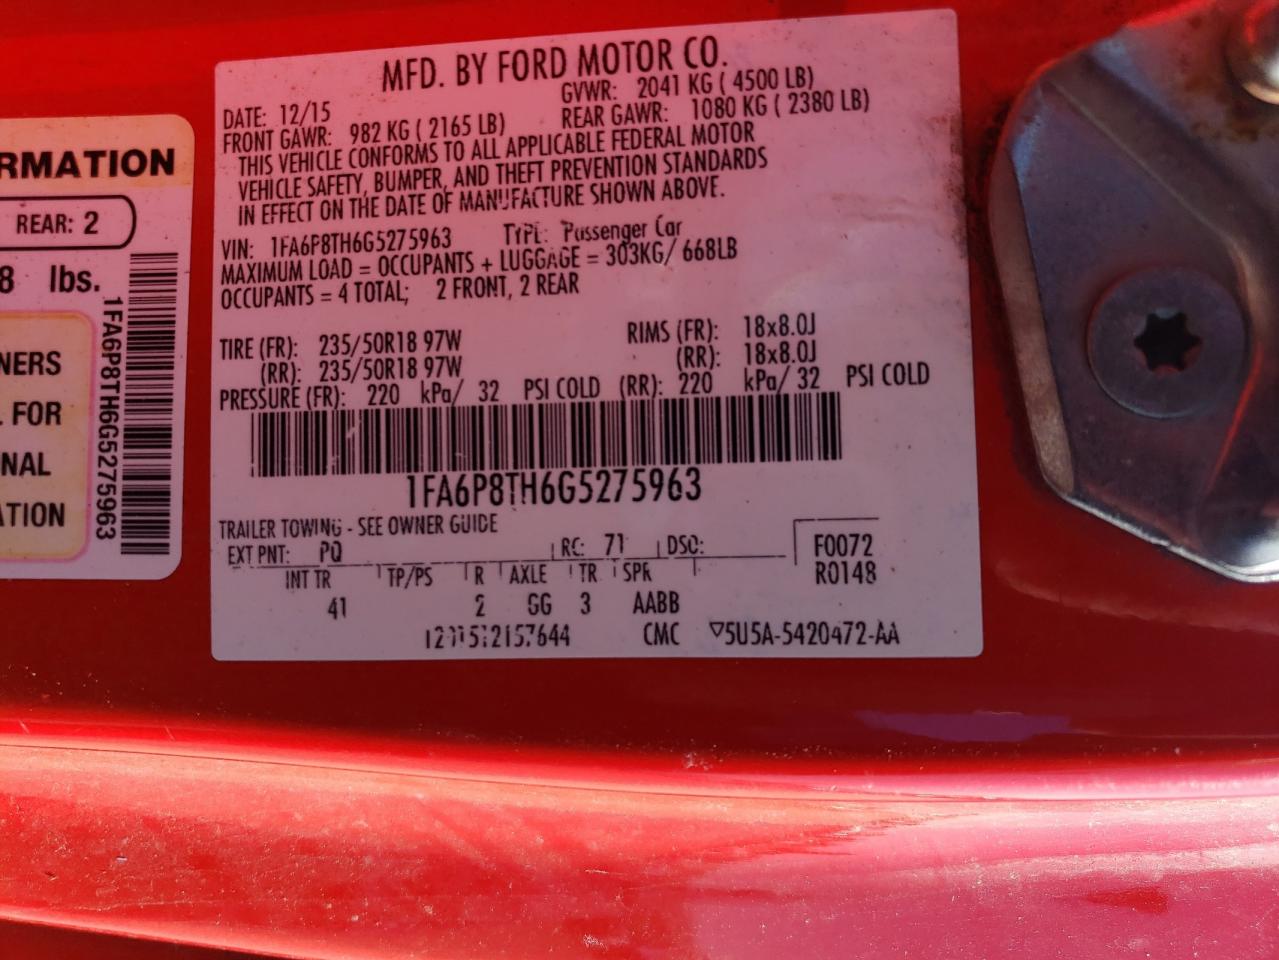 RMATION
REAR: 2
8 lbs.
NERS
L FOR
NAL
ATION
1FA6P8TH6G5275963
MFD. BY FORD MOTOR CO.
DATE: 12/15 GVWR: 2041 KG ( 4500 LB)
FRONT GAWR: 982 KG ( 2165 LB) REAR GAWR: 1080 KG ( 2380 LB)
THIS VEHICLE CONFORMS TO ALL APPLICABLE FEDERAL MOTOR
VEHICLE SAFETY, BUMPER, AND THEFT PREVENTION STANDARDS
IN EFFECT ON THE DATE OF MANUFACTURE SHOWN ABOVE.
VIN: 1FA6P8TH6G5275963 TYPE: Passenger Car
MAXIMUM LOAD = OCCUPANTS + LUGGAGE = 303KG/ 668LB
OCCUPANTS = 4 TOTAL; 2 FRONT, 2 REAR
TIRE (FR): 235/50R18 97W RIMS (FR): 18x8.0J
(RR): 235/50R18 97W (RR): 18x8.0J
PRESSURE (FR): 220 kPa/ 32 PSI COLD (RR): 220 kPa/ 32 PSI COLD
1FA6P8TH6G5275963
TRAILER TOWING - SEE OWNER GUIDE
EXT PNT: PQ RC: 71 DSO: F0072
INT TR TP/PS R AXLE TR SPR R0148
41 2 GG 3 AABB
CMC ▽5U5A-5420472-AA